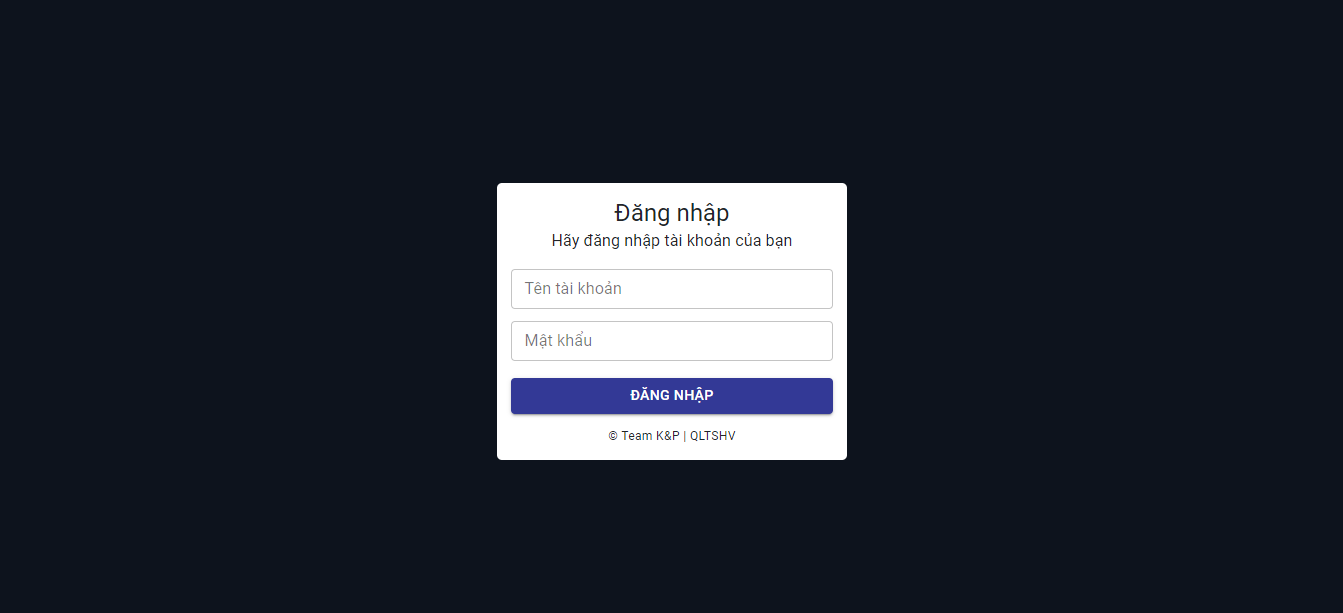 Đăng nhập
Hãy đăng nhập tài khoản của bạn
Tên tài khoản
Mật khẩu
ĐĂNG NHẬP
© Team K&P | QLTSHV